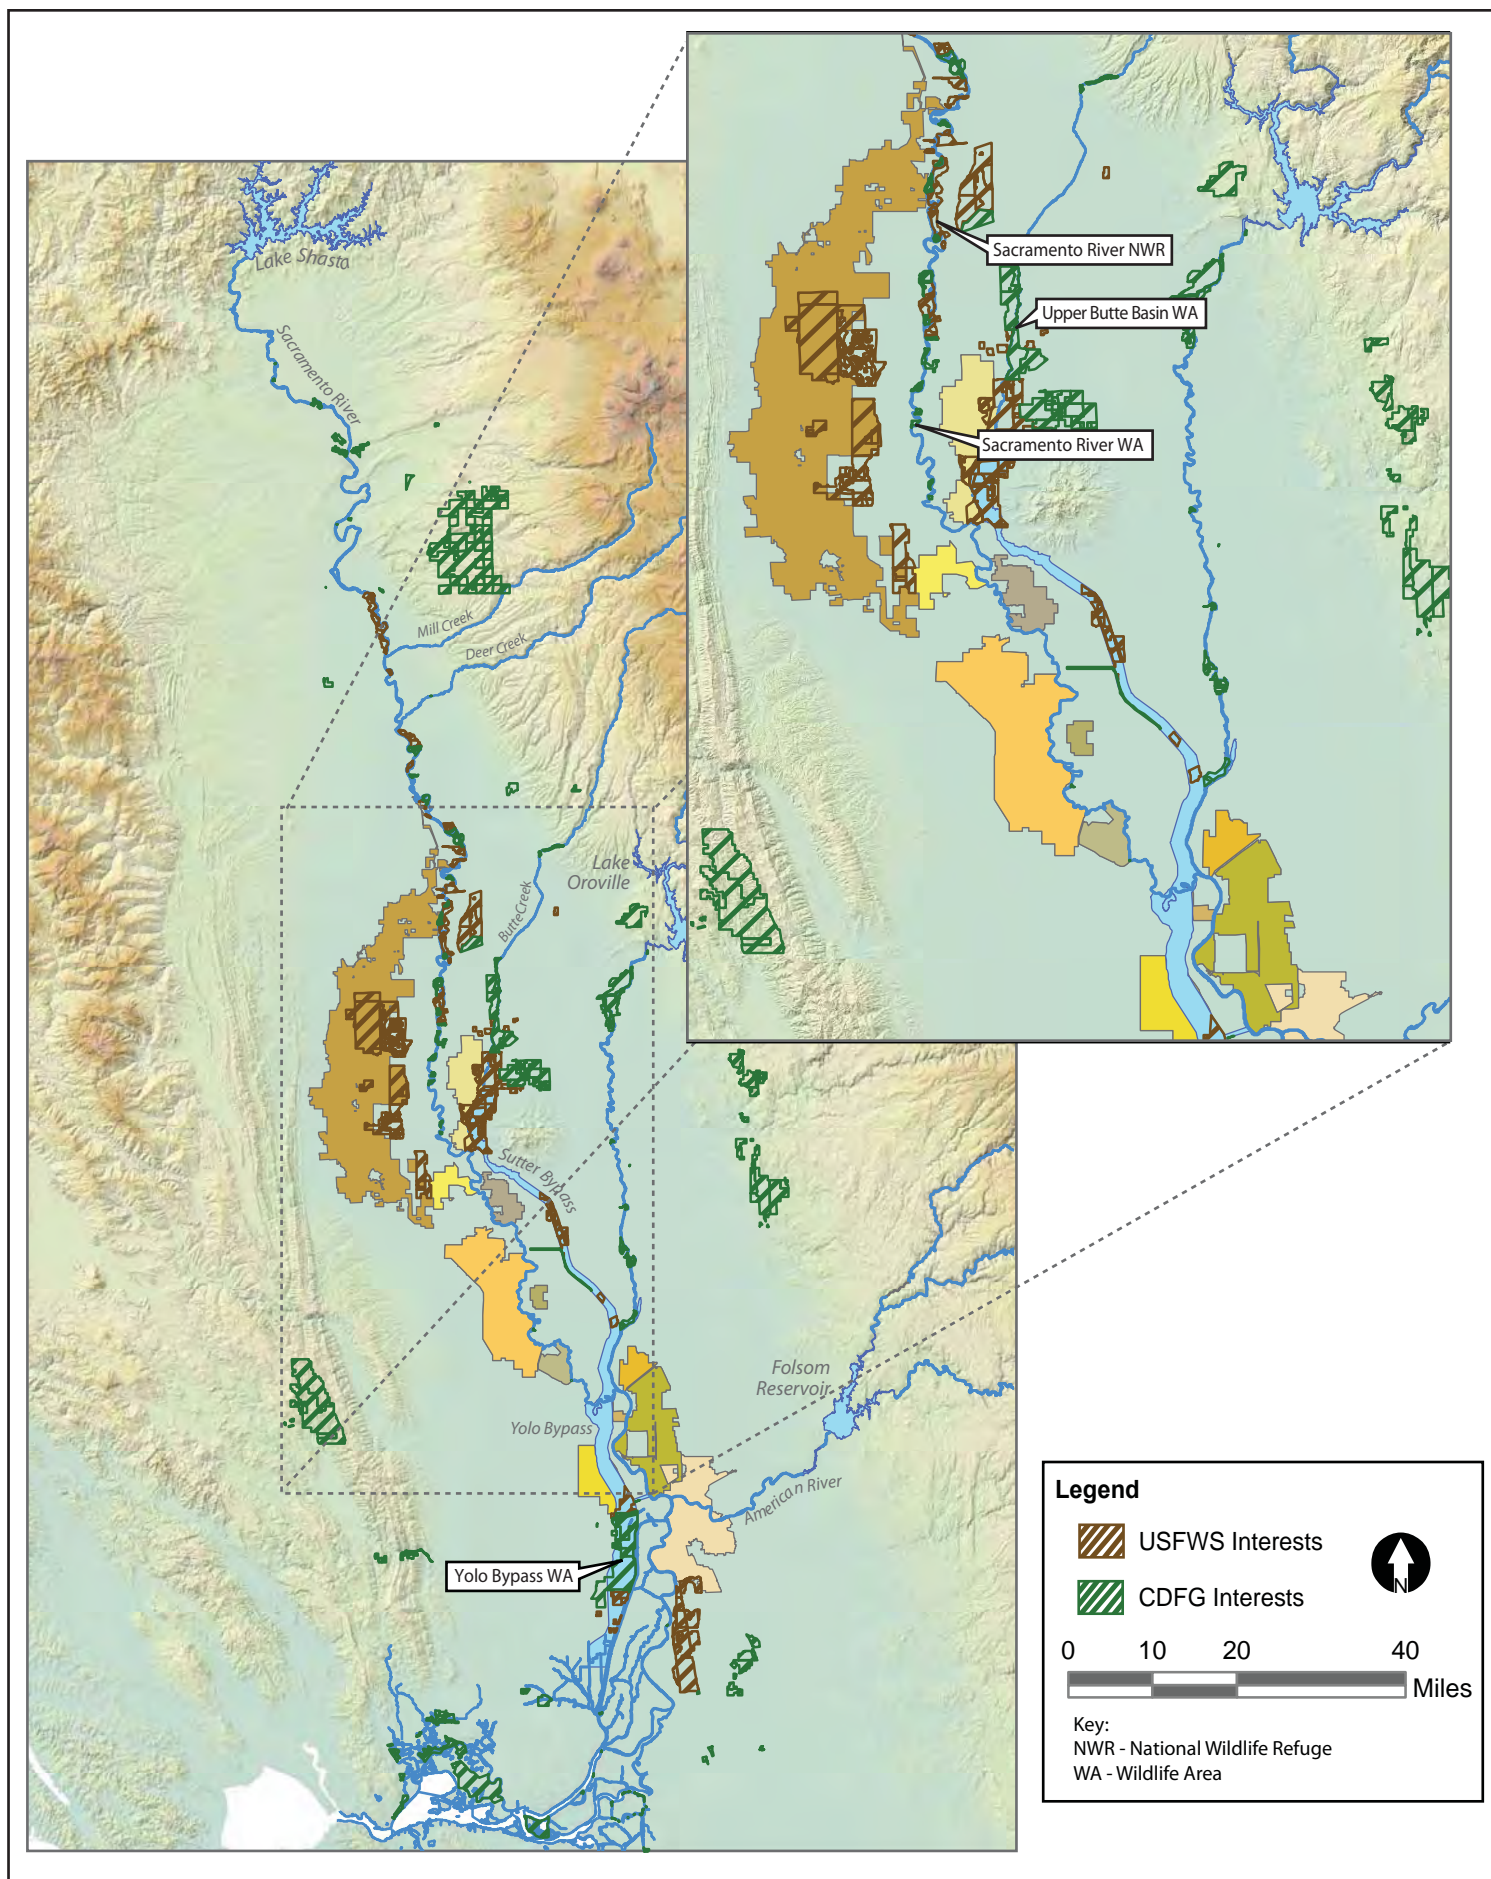 Sacramento River NWR
Upper Butte Basin WA
Sacramento River WA
Lake Shasta
Sacramento River
Mill Creek
Deer Creek
Lake
Oroville
Butte Creek
Sutter Bypass
Folsom
Reservoir
Yolo Bypass
American River
Yolo Bypass WA
Legend
USFWS Interests
CDFG Interests
N
0 10 20 40
Miles
Key:
NWR - National Wildlife Refuge
WA - Wildlife Area